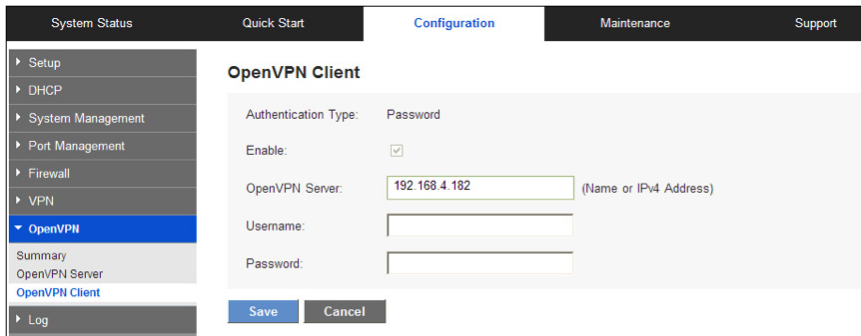 System Status Quick Start Configuration Maintenance Support
Setup
DHCP
System Management
Port Management
Firewall
VPN
OpenVPN
Summary
OpenVPN Server
OpenVPN Client
Log
OpenVPN Client
Authentication Type: Password
Enable:
OpenVPN Server: 192.168.4.182 (Name or IPv4 Address)
Username:
Password:
Save Cancel